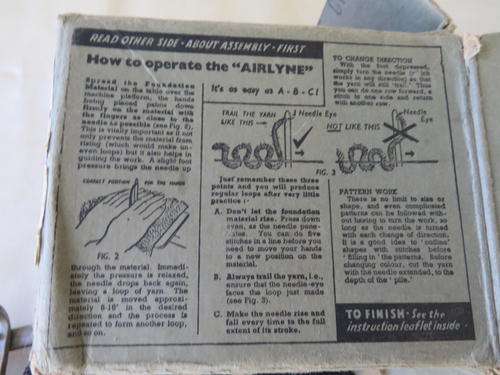 READ OTHER SIDE - ABOUT ASSEMBLY - FIRST
How to operate the "AIRLYNE"
Spread the Foundation
Material on the table over the
machine platform, the hands
being placed palms down
firmly on the material with
the fingers as close to the
needle as possible (see Fig. 2).
This is vitally important as it not
only prevents the material from
rising (which would make un-
even loops) but it also helps in
guiding the work. A slight foot
pressure brings the needle up
CORRECT POSITION FOR THE HANDS
FIG. 2
through the material. Immedi-
ately the pressure is relaxed,
the needle drops back again,
leaving a loop of yarn. The
material is moved approxi-
mately in the desired
direction and the process is
repeated to form another loop,
and so on.
It's as easy as A - B - C!
TRAIL THE YARN
LIKE THIS
Needle Eye
NOT LIKE THIS
Needle
Eye
FIG. 3
Just remember these three
points and you will produce
regular loops after very little
practice :-
A. Don't let the foundation
material rise. Press down
even, as the needle
You can do five
stitches in a line before you
need to move your hands
to a new position on the
material.
B. Always trail the yarn, i.e.,
ensure that the needle-eye
faces the loop just made
(see Fig. 3).
C. Make the needle rise and
fall every time to the full
extent of its stroke.
TO CHANGE DIRECTION
With the foot depressed,
simply turn the needle
works in any direction so that
the yarn will still "trail." Thus
you can do one row forward, a
stitch to one side and return
with another row.
PATTERN WORK
There is no limit to size or
shape, and even complicated
patterns can be followed with-
out having to turn the work, so
long as the needle is turned
with each change of direction.
It is a good idea to 'outline'
shapes with stitches before
'filling in' the patterns. Before
changing colour, cut the yarn
with the needle extended, to the
depth of the 'pile.'
TO FINISH - See the
instruction leaflet inside